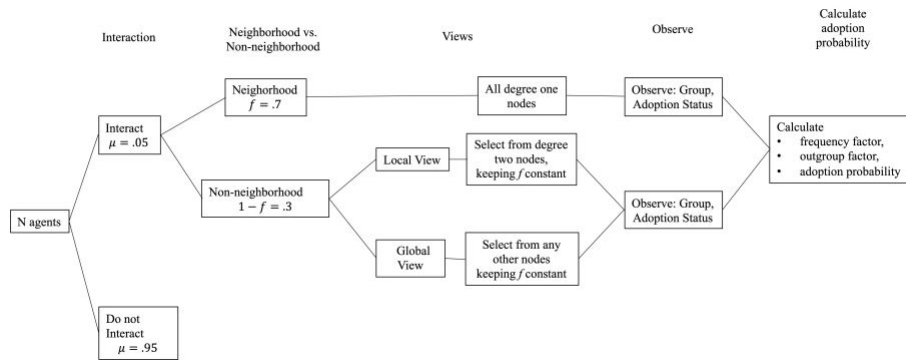 Interaction
Neighborhood vs.
Non-neighborhood
Views
Observe
Calculate
adoption
probability
Neighorhood
f = .7
All degree one
nodes
Observe: Group,
Adoption Status
Interact
μ = .05
Local View
Select from degree
two nodes,
keeping f constant
Calculate
• frequency factor,
• outgroup factor,
• adoption probability
Non-neighborhood
1 − f = .3
Observe: Group,
Adoption Status
N agents
Global
View
Select from any
other nodes
keeping f constant
Do not
Interact
μ = .95